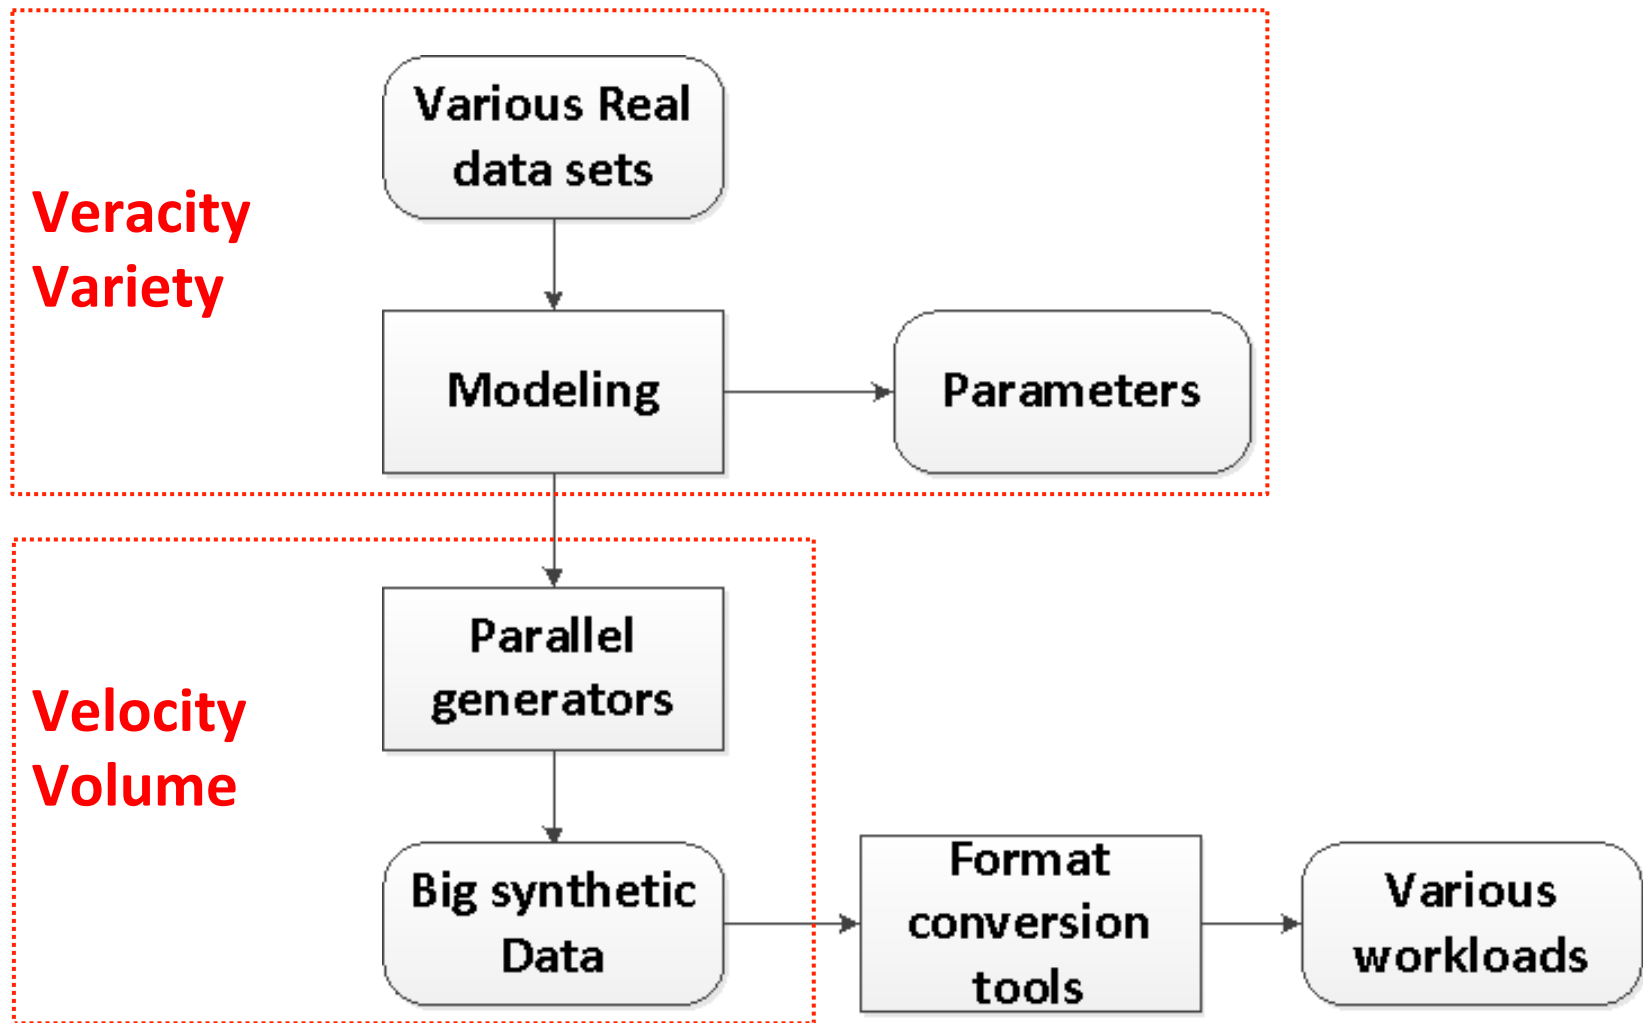 Various Real
data sets
Veracity
Variety
Modeling
Parameters
Parallel
generators
Velocity
Volume
Big synthetic
Data
Format
conversion
tools
Various
workloads